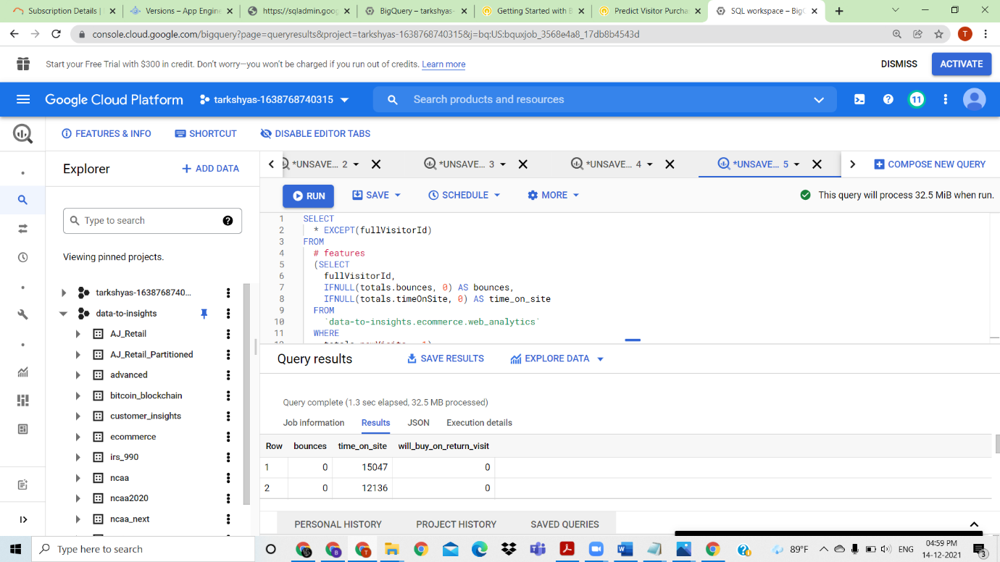 Subscription Details |
Versions – App Engine
https://sqladmin.goog
BigQuery – tarkshyas-
Getting Started with B
Predict Visitor Purcha
SQL workspace – Big
console.cloud.google.com/bigquery?page=queryresults&project=tarkshyas-1638768740315&j=bq:US:bquxjob_3568e4a8_17db8b4543d
T
Start your Free Trial with $300 in credit. Don't worry—you won't be charged if you run out of credits. Learn more
DISMISS
ACTIVATE
Google Cloud Platform
tarkshyas-1638768740315
Search products and resources
11
FEATURES & INFO
SHORTCUT
DISABLE EDITOR TABS
Explorer
+ ADD DATA
Type to search
Viewing pinned projects.
tarkshyas-1638768740...
data-to-insights
AJ_Retail
AJ_Retail_Partitioned
advanced
bitcoin_blockchain
customer_insights
ecommerce
irs_990
ncaa
ncaa2020
ncaa_next
*UNSAVE... 2
*UNSAVE... 3
*UNSAVE... 4
*UNSAVE... 5
COMPOSE NEW QUERY
RUN
SAVE
SCHEDULE
MORE
This query will process 32.5 MiB when run.
1 SELECT
2 * EXCEPT(fullVisitorId)
3 FROM
4 # features
5 (SELECT
6 fullVisitorId,
7 IFNULL(totals.bounces, 0) AS bounces,
8 IFNULL(totals.timeOnSite, 0) AS time_on_site
9 FROM
10 `data-to-insights.ecommerce.web_analytics`
11 WHERE
Query results
SAVE RESULTS
EXPLORE DATA
Query complete (1.3 sec elapsed, 32.5 MB processed)
Job information Results JSON Execution details
Row bounces time_on_site will_buy_on_return_visit
1 0 15047 0
2 0 12136 0
PERSONAL HISTORY PROJECT HISTORY SAVED QUERIES
Type here to search
89°F
ENG
04:59 PM
14-12-2021
3